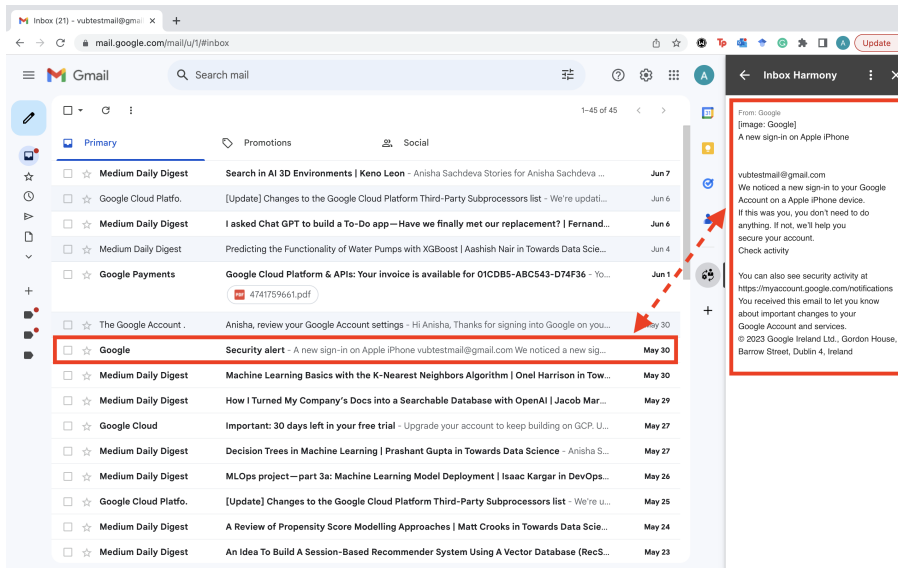 Inbox (21) - vubtestmail@gmail
mail.google.com/mail/u/1/#inbox
Tp
G
A
Update
Gmail
Search mail
A
Inbox Harmony
1–45 of 45
Primary
Promotions
Social
Medium Daily Digest Search in AI 3D Environments | Keno Leon - Anisha Sachdeva Stories for Anisha Sachdeva ... Jun 7
Google Cloud Platfo. [Update] Changes to the Google Cloud Platform Third-Party Subprocessors list - We're updati... Jun 6
Medium Daily Digest I asked Chat GPT to build a To-Do app—Have we finally met our replacement? | Fernand... Jun 6
Medium Daily Digest Predicting the Functionality of Water Pumps with XGBoost | Aashish Nair in Towards Data Scie... Jun 4
Google Payments Google Cloud Platform & APIs: Your invoice is available for 01CDB5-ABC543-D74F36 - Yo... Jun 1
PDF 4741759661.pdf
The Google Account . Anisha, review your Google Account settings - Hi Anisha, Thanks for signing into Google on you... May 30
Google Security alert - A new sign-in on Apple iPhone vubtestmail@gmail.com We noticed a new sig... May 30
Medium Daily Digest Machine Learning Basics with the K-Nearest Neighbors Algorithm | Onel Harrison in Tow... May 30
Medium Daily Digest How I Turned My Company's Docs into a Searchable Database with OpenAI | Jacob Mar... May 29
Google Cloud Important: 30 days left in your free trial - Upgrade your account to keep building on GCP. U... May 27
Medium Daily Digest Decision Trees in Machine Learning | Prashant Gupta in Towards Data Science - Anisha S... May 27
Medium Daily Digest MLOps project—part 3a: Machine Learning Model Deployment | Isaac Kargar in DevOps... May 26
Google Cloud Platfo. [Update] Changes to the Google Cloud Platform Third-Party Subprocessors list - We're u... May 25
Medium Daily Digest A Review of Propensity Score Modelling Approaches | Matt Crooks in Towards Data Scie... May 24
Medium Daily Digest An Idea To Build A Session-Based Recommender System Using A Vector Database (RecS... May 23
31
From: Google
[image: Google]
A new sign-in on Apple iPhone
vubtestmail@gmail.com
We noticed a new sign-in to your Google
Account on a Apple iPhone device.
If this was you, you don't need to do
anything. If not, we'll help you
secure your account.
Check activity
You can also see security activity at
https://myaccount.google.com/notifications
You received this email to let you know
about important changes to your
Google Account and services.
© 2023 Google Ireland Ltd., Gordon House,
Barrow Street, Dublin 4, Ireland